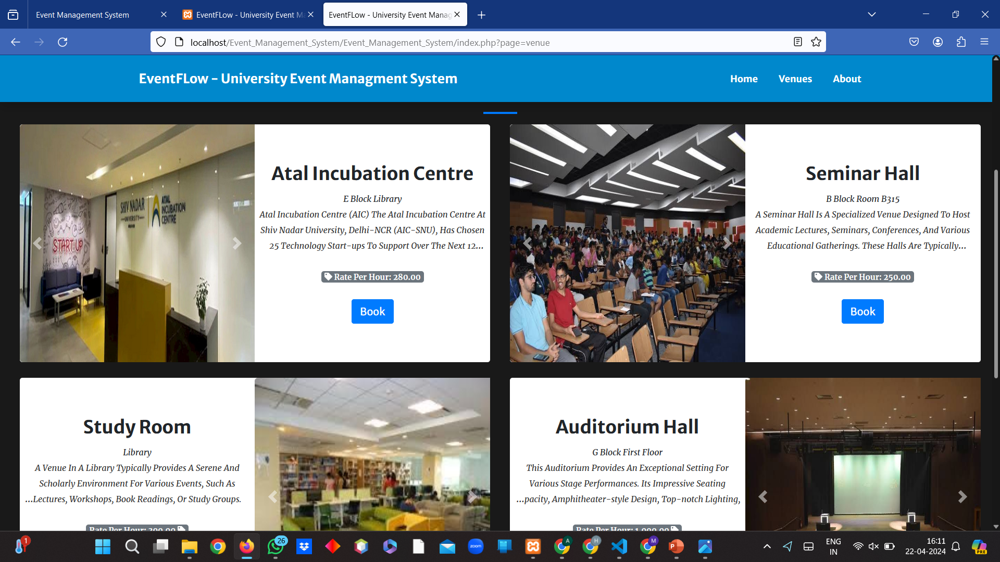 Event Management System
EventFLow - University Event Ma
EventFLow - University Event Manag
localhost/Event_Management_System/Event_Management_System/index.php?page=venue
EventFLow - University Event Managment System
Home
Venues
About
SHIV NADAR
UNIVERSITY
ATAL
INCUBATION
CENTRE
START UP
Atal Incubation Centre
E Block Library
Atal Incubation Centre (AIC) The Atal Incubation Centre At
Shiv Nadar University, Delhi-NCR (AIC-SNU), Has Chosen
25 Technology Start-ups To Support Over The Next 12...
Rate Per Hour: 280.00
Book
Seminar Hall
B Block Room B315
A Seminar Hall Is A Specialized Venue Designed To Host
Academic Lectures, Seminars, Conferences, And Various
Educational Gatherings. These Halls Are Typically...
Rate Per Hour: 250.00
Book
Study Room
Library
A Venue In A Library Typically Provides A Serene And
Scholarly Environment For Various Events, Such As
...Lectures, Workshops, Book Readings, Or Study Groups.
Rate Per Hour: 300.00
Auditorium Hall
G Block First Floor
This Auditorium Provides An Exceptional Setting For
Various Stage Performances. Its Impressive Seating
...pacity, Amphitheater-style Design, Top-notch Lighting,
Rate Per Hour: 1,000.00
1
26
zoom
A
H
M
P
ENG
IN
16:11
22-04-2024
PRE